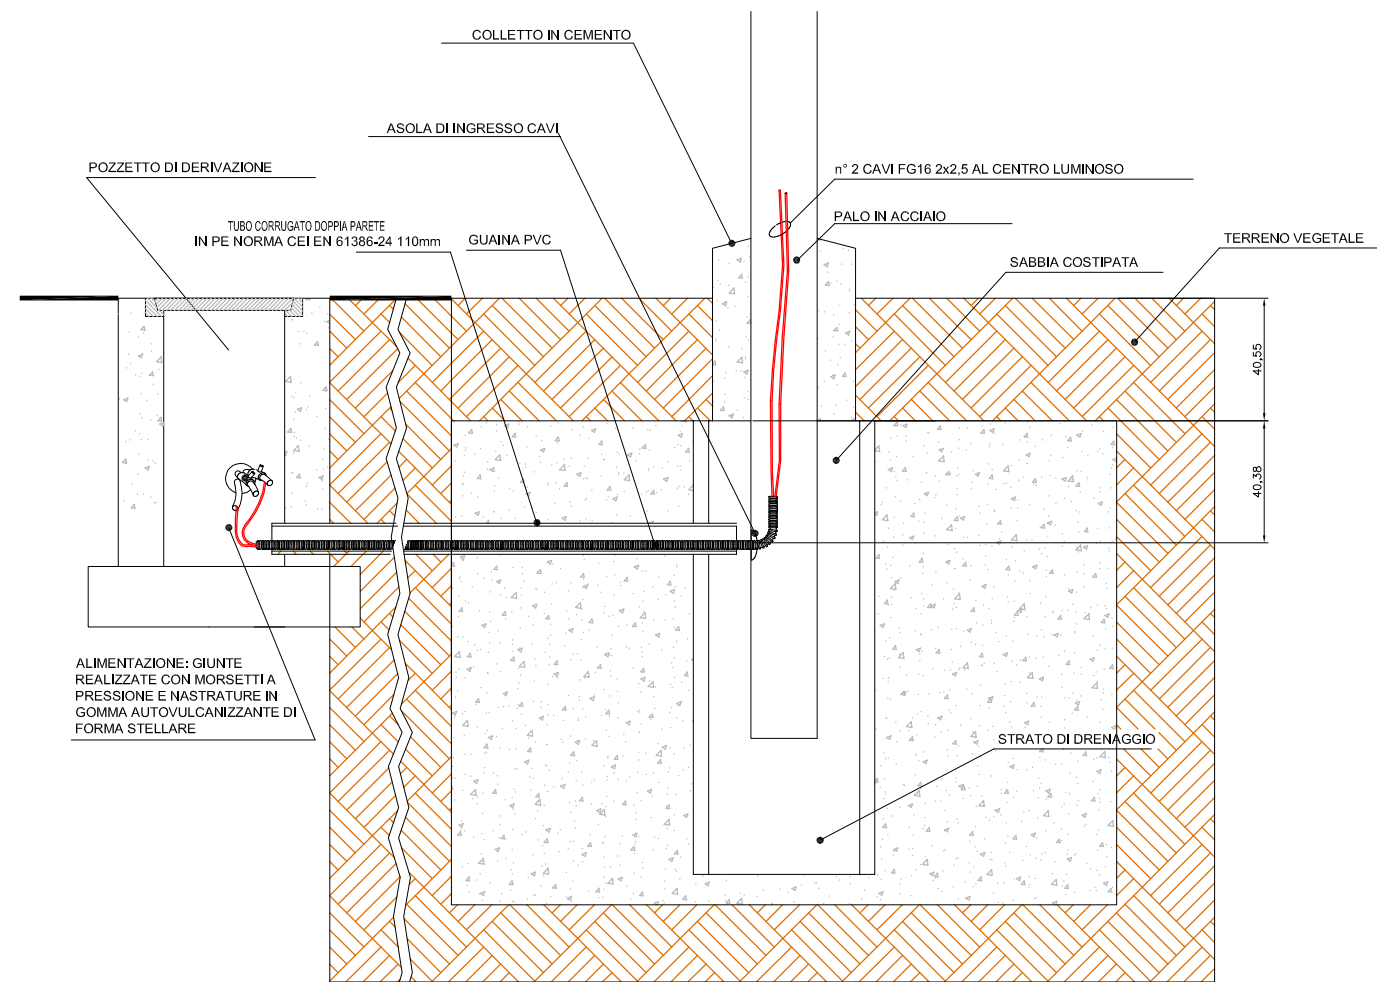 COLLETTO IN CEMENTO
ASOLA DI INGRESSO CAVI
POZZETTO DI DERIVAZIONE
n° 2 CAVI FG16 2x2,5 AL CENTRO LUMINOSO
TUBO CORRUGATO DOPPIA PARETE
IN PE NORMA CEI EN 61386-24 110mm
GUAINA PVC
PALO IN ACCIAIO
TERRENO VEGETALE
SABBIA COSTIPATA
40,55
40,38
ALIMENTAZIONE: GIUNTE
REALIZZATE CON MORSETTI A
PRESSIONE E NASTRATURE IN
GOMMA AUTOVULCANIZZANTE DI
FORMA STELLARE
STRATO DI DRENAGGIO